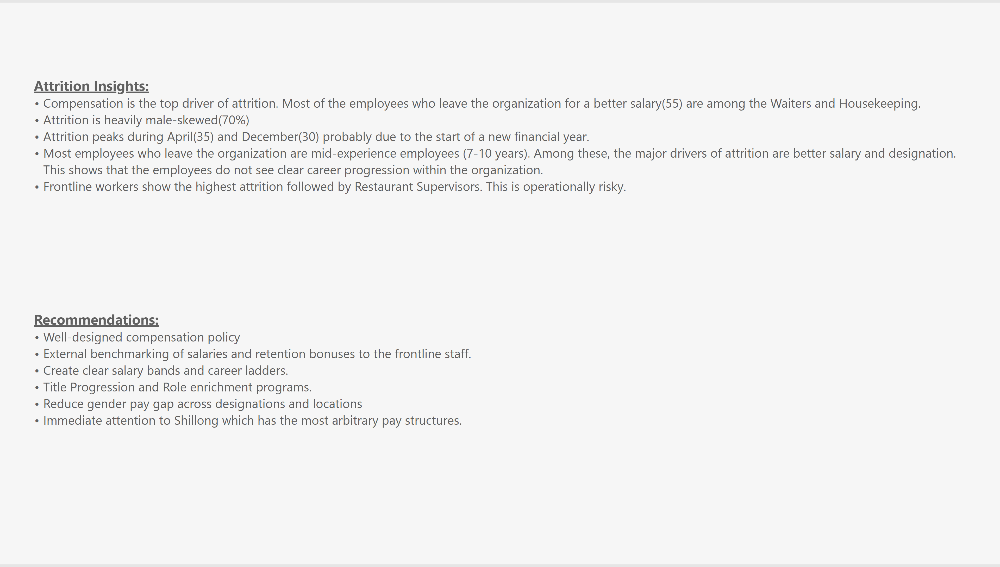 Attrition Insights:
• Compensation is the top driver of attrition. Most of the employees who leave the organization for a better salary(55) are among the Waiters and Housekeeping.
• Attrition is heavily male-skewed(70%)
• Attrition peaks during April(35) and December(30) probably due to the start of a new financial year.
• Most employees who leave the organization are mid-experience employees (7-10 years). Among these, the major drivers of attrition are better salary and designation.
This shows that the employees do not see clear career progression within the organization.
• Frontline workers show the highest attrition followed by Restaurant Supervisors. This is operationally risky.
Recommendations:
• Well-designed compensation policy
• External benchmarking of salaries and retention bonuses to the frontline staff.
• Create clear salary bands and career ladders.
• Title Progression and Role enrichment programs.
• Reduce gender pay gap across designations and locations
• Immediate attention to Shillong which has the most arbitrary pay structures.